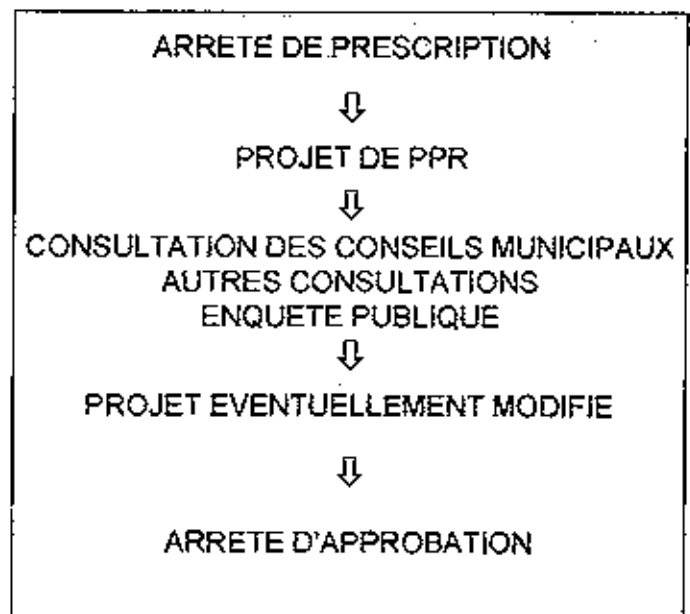 ARRETE DE PRESCRIPTION
⇩
PROJET DE PPR
⇩
CONSULTATION DES CONSEILS MUNICIPAUX
AUTRES CONSULTATIONS
ENQUETE PUBLIQUE
⇩
PROJET EVENTUELLEMENT MODIFIE
⇩
ARRETE D'APPROBATION